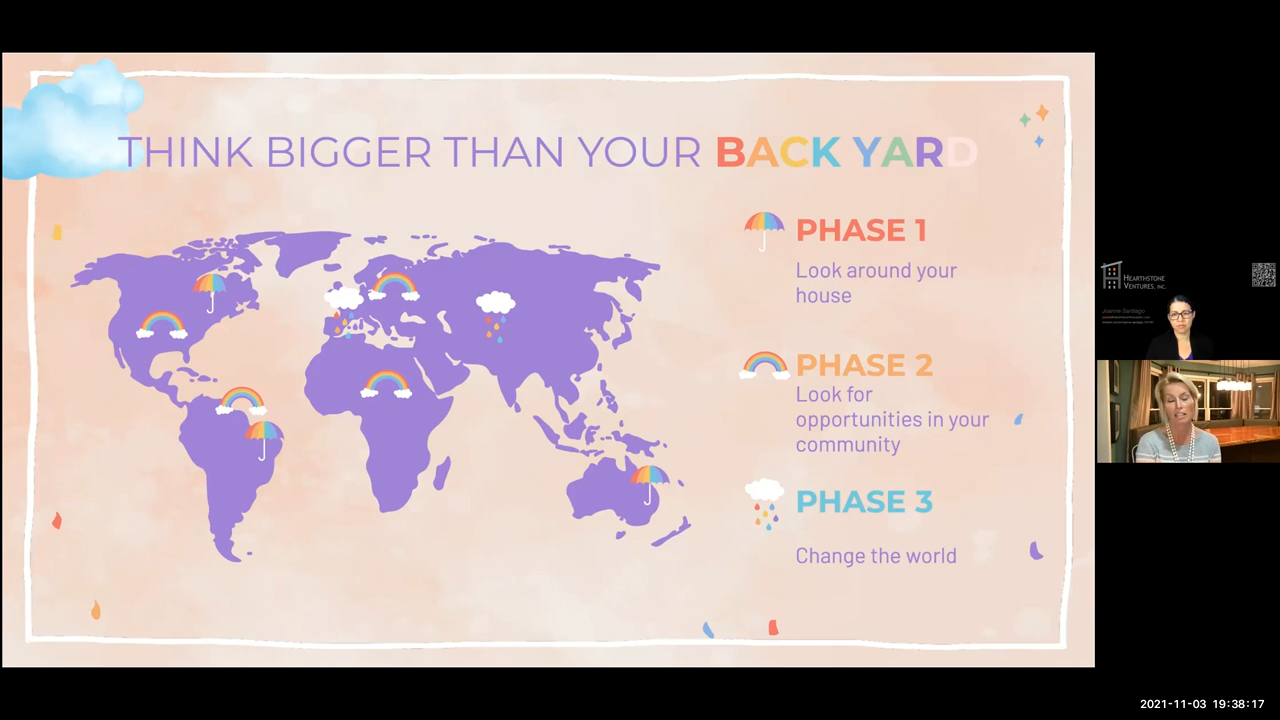 THINK BIGGER THAN YOUR BACK YARD
PHASE 1
Look around your
house
PHASE 2
Look for
opportunities in your
community
PHASE 3
Change the world
HEARTHSTONE
VENTURES, INC.
Joanne Santiago
2021-11-03 19:38:17